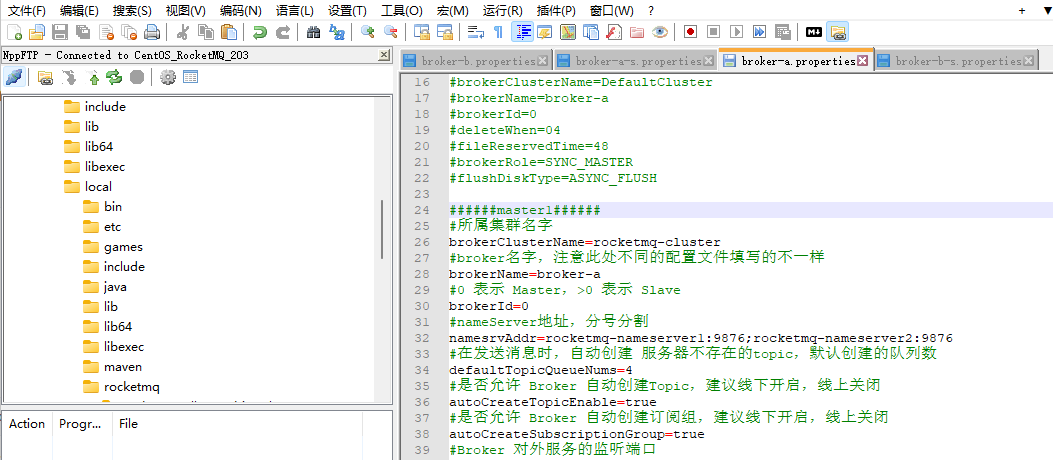 文件(F) 编辑(E) 搜索(S) 视图(V) 编码(N) 语言(L) 设置(T) 工具(O) 宏(M) 运行(R) 插件(P) 窗口(W) ?
NppFTP - Connected to CentOS_RocketMQ_203
include
lib
lib64
libexec
local
bin
etc
games
include
java
lib
lib64
libexec
maven
rocketmq
Action Progr... File
broker-b.properties broker-a-s.properties broker-a.properties broker-b-s.properties
16 #brokerClusterName=DefaultCluster
17 #brokerName=broker-a
18 #brokerId=0
19 #deleteWhen=04
20 #fileReservedTime=48
21 #brokerRole=SYNC_MASTER
22 #flushDiskType=ASYNC_FLUSH
23
24 ######master1######
25 #所属集群名字
26 brokerClusterName=rocketmq-cluster
27 #broker名字，注意此处不同的配置文件填写的不一样
28 brokerName=broker-a
29 #0 表示 Master，>0 表示 Slave
30 brokerId=0
31 #nameServer地址，分号分割
32 namesrvAddr=rocketmq-nameserver1:9876;rocketmq-nameserver2:9876
33 #在发送消息时，自动创建 服务器不存在的topic，默认创建的队列数
34 defaultTopicQueueNums=4
35 #是否允许 Broker 自动创建Topic，建议线下开启，线上关闭
36 autoCreateTopicEnable=true
37 #是否允许 Broker 自动创建订阅组，建议线下开启，线上关闭
38 autoCreateSubscriptionGroup=true
39 #Broker 对外服务的监听端口